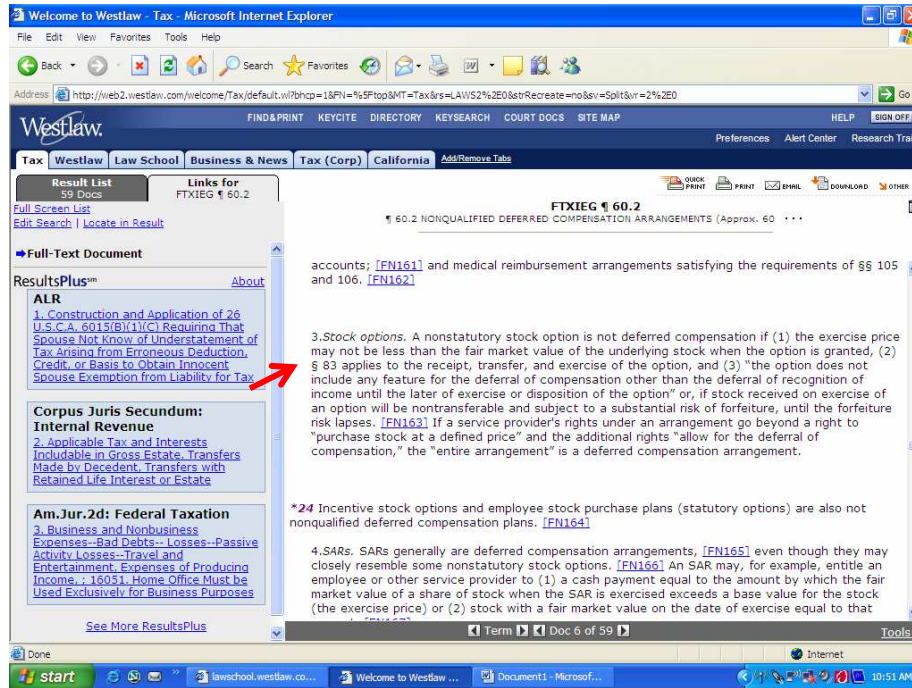 Welcome to Westlaw - Tax - Microsoft Internet Explorer
File Edit View Favorites Tools Help
Back Search Favorites
Address http://web2.westlaw.com/welcome/Tax/default.wl?bhcp=1&FN=%5Ftop&MT=Tax&rs=LAWS2%2E0&strRecreate=no&sv=Split&vr=2%2E0 Go
Westlaw. FIND&PRINT KEYCITE DIRECTORY KEYSEARCH COURT DOCS SITE MAP HELP SIGN OFF
Preferences Alert Center Research Trai
Tax Westlaw Law School Business & News Tax (Corp) California Add/Remove Tabs
Result List
59 Docs
Links for
FTXIEG ¶ 60.2
QUICK PRINT PRINT EMAIL DOWNLOAD OTHER
Full Screen List
Edit Search | Locate in Result
FTXIEG ¶ 60.2
¶ 60.2 NONQUALIFIED DEFERRED COMPENSATION ARRANGEMENTS (Approx. 60 ...
Full-Text Document
ResultsPlus℠ About
ALR
1. Construction and Application of 26
U.S.C.A. 6015(B)(1)(C) Requiring That
Spouse Not Know of Understatement of
Tax Arising from Erroneous Deduction,
Credit, or Basis to Obtain Innocent
Spouse Exemption from Liability for Tax
Corpus Juris Secundum:
Internal Revenue
2. Applicable Tax and Interests
Includable in Gross Estate, Transfers
Made by Decedent, Transfers with
Retained Life Interest or Estate
Am.Jur.2d: Federal Taxation
3. Business and Nonbusiness
Expenses--Bad Debts-- Losses--Passive
Activity Losses--Travel and
Entertainment, Expenses of Producing
Income, : 16051. Home Office Must be
Used Exclusively for Business Purposes
See More ResultsPlus
accounts; [FN161] and medical reimbursement arrangements satisfying the requirements of §§ 105
and 106. [FN162]
3.Stock options. A nonstatutory stock option is not deferred compensation if (1) the exercise price
may not be less than the fair market value of the underlying stock when the option is granted, (2)
§ 83 applies to the receipt, transfer, and exercise of the option, and (3) "the option does not
include any feature for the deferral of compensation other than the deferral of recognition of
income until the later of exercise or disposition of the option" or, if stock received on exercise of
an option will be nontransferable and subject to a substantial risk of forfeiture, until the forfeiture
risk lapses. [FN163] If a service provider's rights under an arrangement go beyond a right to
"purchase stock at a defined price" and the additional rights "allow for the deferral of
compensation," the "entire arrangement" is a deferred compensation arrangement.
*24 Incentive stock options and employee stock purchase plans (statutory options) are also not
nonqualified deferred compensation plans. [FN164]
4.SARs. SARs generally are deferred compensation arrangements, [FN165] even though they may
closely resemble some nonstatutory stock options. [FN166] An SAR may, for example, entitle an
employee or other service provider to (1) a cash payment equal to the amount by which the fair
market value of a share of stock when the SAR is exercised exceeds a base value for the stock
(the exercise price) or (2) stock with a fair market value on the date of exercise equal to that
Term Doc 6 of 59 Tools
Done Internet
start lawschool.westlaw.co... Welcome to Westlaw ... Document1 - Microsof... 10:51 AM